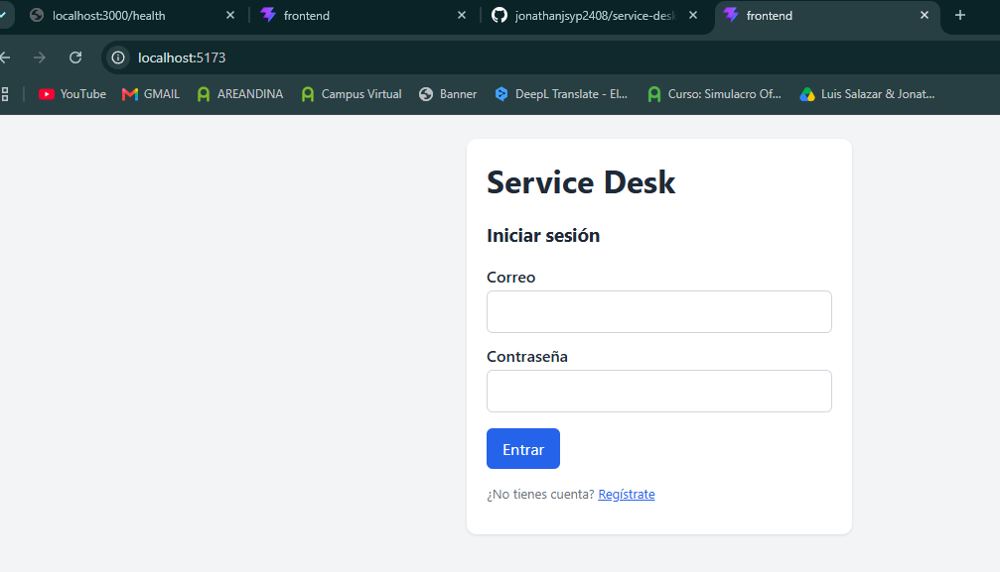 localhost:3000/health
frontend
jonathanjsyp2408/service-desk
frontend
localhost:5173
YouTube
GMAIL
AREANDINA
Campus Virtual
Banner
DeepL Translate - El...
Curso: Simulacro Of...
Luis Salazar & Jonat...
Service Desk
Iniciar sesión
Correo
Contraseña
Entrar
¿No tienes cuenta? Regístrate